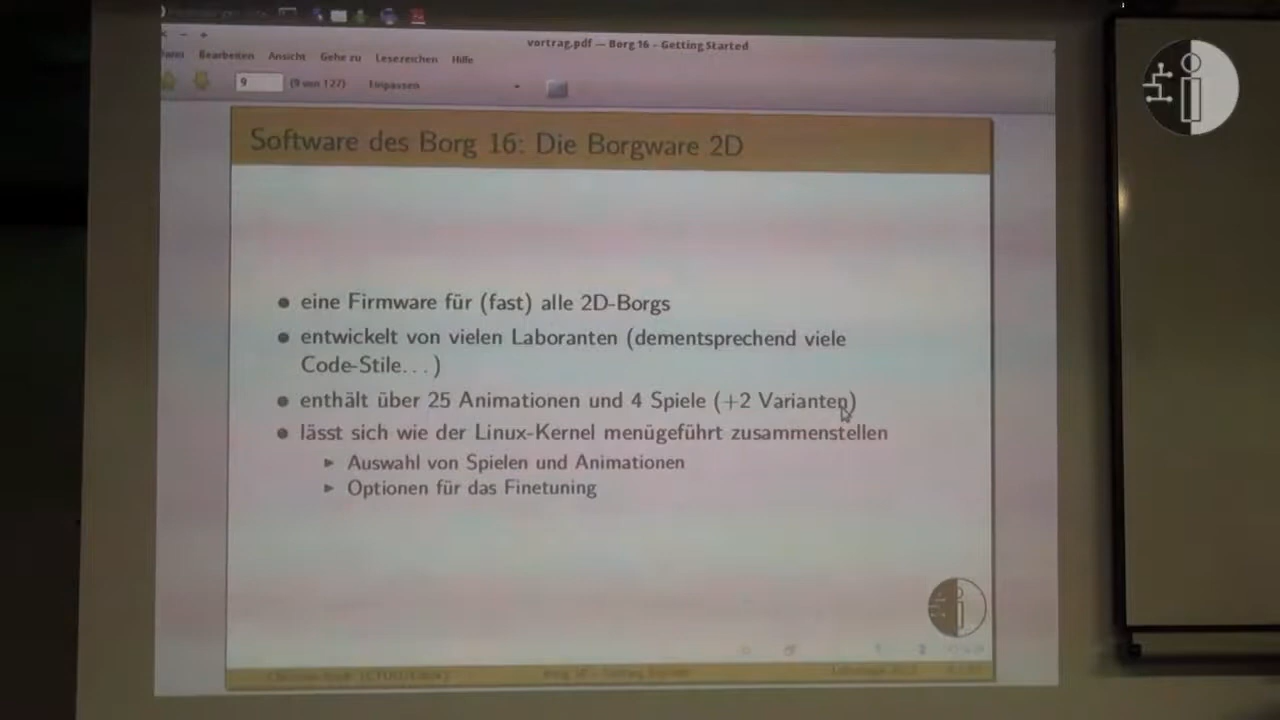 vortrag.pdf — Borg 16 - Getting Started
Bearbeiten Ansicht Gehe zu Lesezeichen Hilfe
9 (9 von 127) Einpassen
Software des Borg 16: Die Borgware 2D
eine Firmware für (fast) alle 2D-Borgs
entwickelt von vielen Laboranten (dementsprechend viele
Code-Stile...)
enthält über 25 Animationen und 4 Spiele (+2 Varianten)
lässt sich wie der Linux-Kernel menügeführt zusammenstellen
Auswahl von Spielen und Animationen
Optionen für das Finetuning